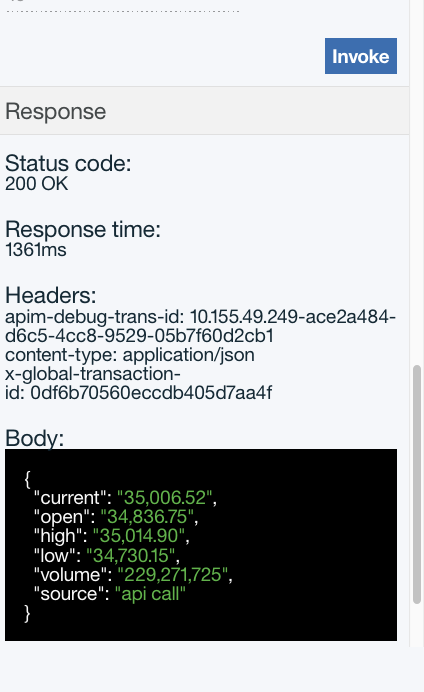 Invoke
Response
Status code:
200 OK
Response time:
1361ms
Headers:
apim-debug-trans-id: 10.155.49.249-ace2a484-
d6c5-4cc8-9529-05b7f60d2cb1
content-type: application/json
x-global-transaction-
id: 0df6b70560eccdb405d7aa4f
Body:
{
"current": "35,006.52",
"open": "34,836.75",
"high": "35,014.90",
"low": "34,730.15",
"volume": "229,271,725",
"source": "api call"
}